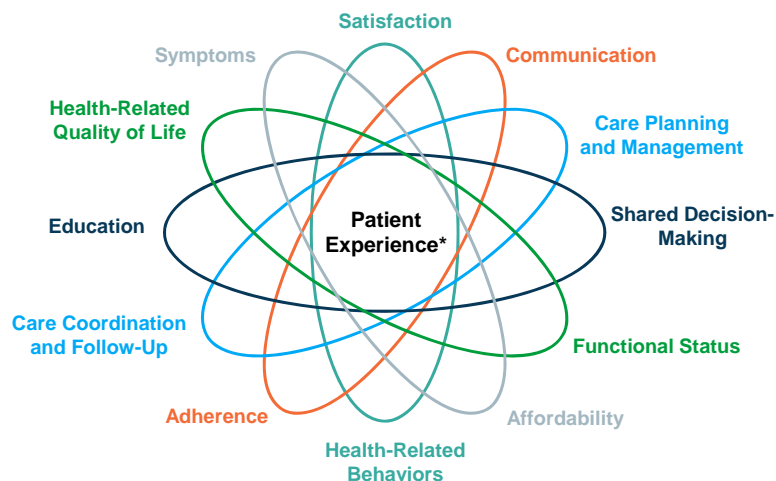 Satisfaction
Symptoms
Communication
Health-Related
Quality of Life
Care Planning
and Management
Education
Patient
Experience*
Shared Decision-
Making
Care Coordination
and Follow-Up
Functional Status
Adherence
Affordability
Health-Related
Behaviors